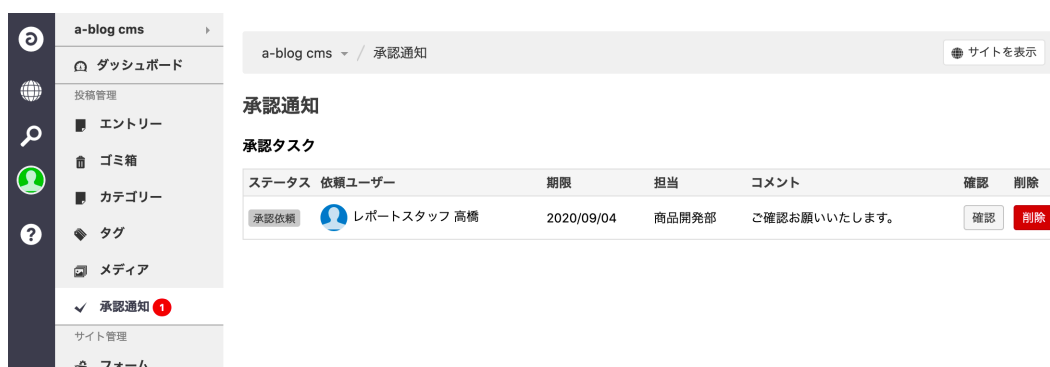 a-blog cms
ダッシュボード
投稿管理
エントリー
ゴミ箱
カテゴリー
タグ
メディア
承認通知 1
サイト管理
フォーム
a-blog cms / 承認通知
サイトを表示
承認通知
承認タスク
ステータス 依頼ユーザー 期限 担当 コメント 確認 削除
承認依頼 レポートスタッフ 高橋 2020/09/04 商品開発部 ご確認お願いいたします。 確認 削除